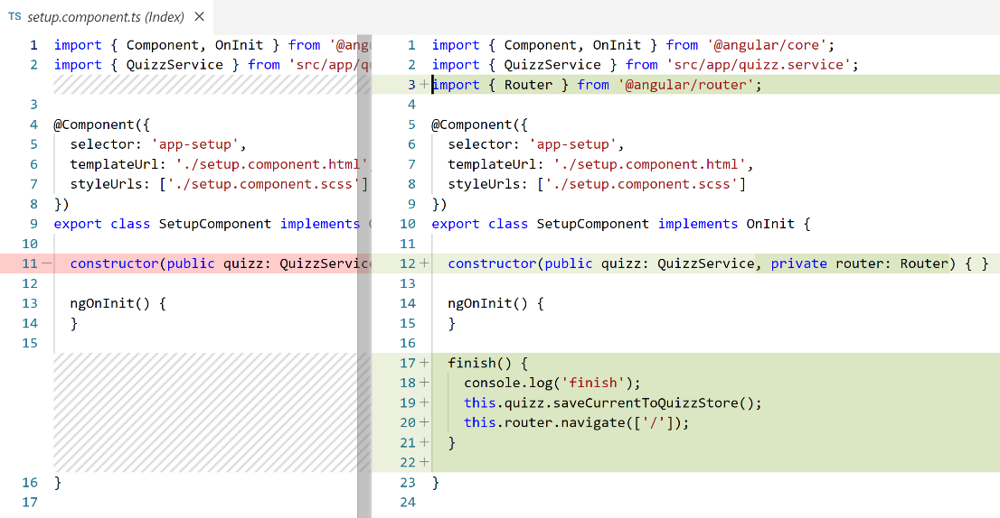 TS setup.component.ts (Index) ×
1 import { Component, OnInit } from '@ang
2 import { QuizzService } from 'src/app/q
3
4 @Component({
5 selector: 'app-setup',
6 templateUrl: './setup.component.html',
7 styleUrls: ['./setup.component.scss']
8 })
9 export class SetupComponent implements
10
11 − constructor(public quizz: QuizzService
12
13 ngOnInit() {
14 }
15
16 }
17
1 import { Component, OnInit } from '@angular/core';
2 import { QuizzService } from 'src/app/quizz.service';
3 + import { Router } from '@angular/router';
4
5 @Component({
6 selector: 'app-setup',
7 templateUrl: './setup.component.html',
8 styleUrls: ['./setup.component.scss']
9 })
10 export class SetupComponent implements OnInit {
11
12 + constructor(public quizz: QuizzService, private router: Router) { }
13
14 ngOnInit() {
15 }
16
17 + finish() {
18 + console.log('finish');
19 + this.quizz.saveCurrentToQuizzStore();
20 + this.router.navigate(['/']);
21 + }
22 +
23 }
24